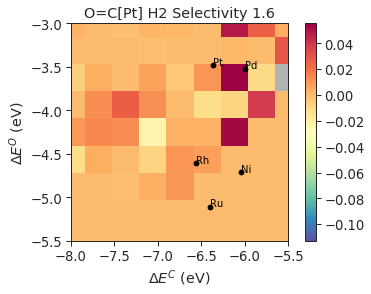 O=C[Pt] H2 Selectivity 1.6
−3.0
−3.5
−4.0
−4.5
−5.0
−5.5
ΔE^O (eV)
Pt
Pd
Rh
Ni
Ru
−8.0 −7.5 −7.0 −6.5 −6.0 −5.5
ΔE^C (eV)
0.04
0.02
0.00
−0.02
−0.04
−0.06
−0.08
−0.10